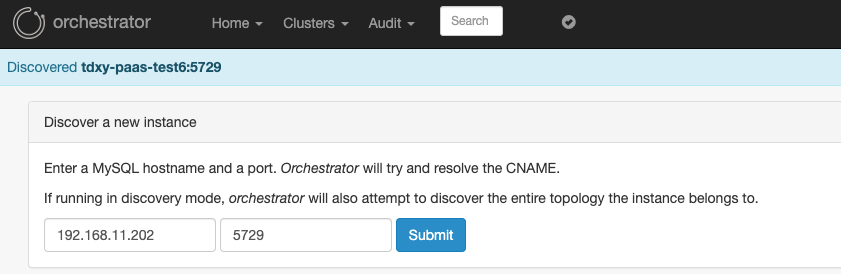 orchestrator Home Clusters Audit Search
Discovered tdxy-paas-test6:5729
Discover a new instance
Enter a MySQL hostname and a port. Orchestrator will try and resolve the CNAME.
If running in discovery mode, orchestrator will also attempt to discover the entire topology the instance belongs to.
192.168.11.202 5729 Submit